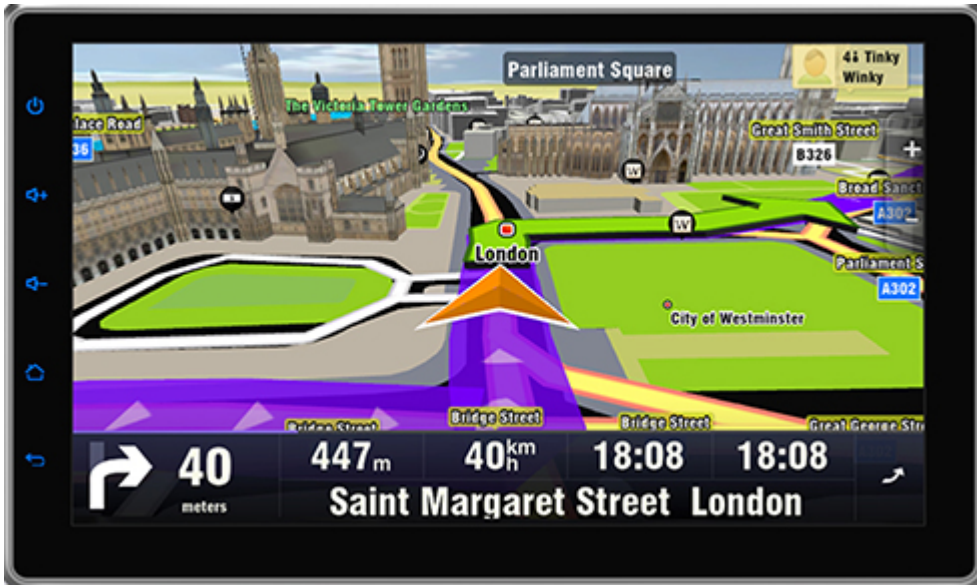 Parliament Square
4 Tinky
Winky
The Victoria Tower Gardens
lace Road
36
Great Smith Street
B326
+
W
Broad Sanct
A302
W
London
Parliament S
A302
City of Westminster
Bridge Street
Bridge Street
Bridge Street
Great George Str
40
meters
447m
40km
h
18:08
18:08
Saint Margaret Street London